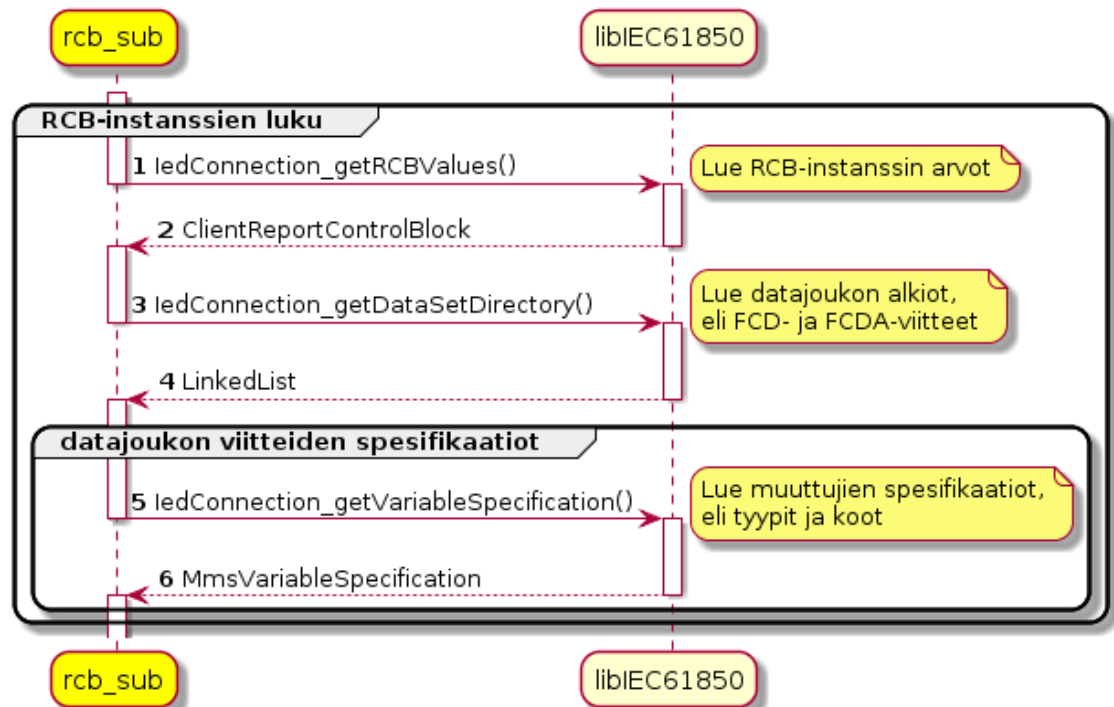 rcb_sub
libIEC61850
RCB-instanssien luku
1 IedConnection_getRCBValues()
Lue RCB-instanssin arvot
2 ClientReportControlBlock
3 IedConnection_getDataSetDirectory()
Lue datajoukon alkiot,
eli FCD- ja FCDA-viitteet
4 LinkedList
datajoukon viitteiden spesifikaatiot
5 IedConnection_getVariableSpecification()
Lue muuttujien spesifikaatiot,
eli tyypit ja koot
6 MmsVariableSpecification
rcb_sub
libIEC61850